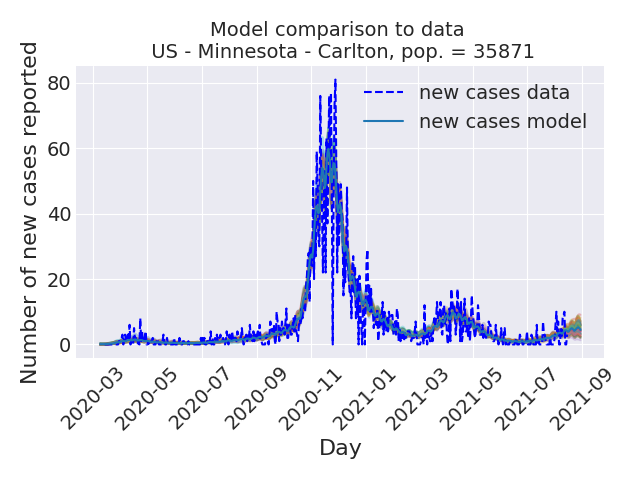 Model comparison to data
US - Minnesota - Carlton, pop. = 35871
Number of new cases reported
80
60
40
20
0
new cases data
new cases model
2020-03
2020-05
2020-07
2020-09
2020-11
2021-01
2021-03
2021-05
2021-07
2021-09
Day